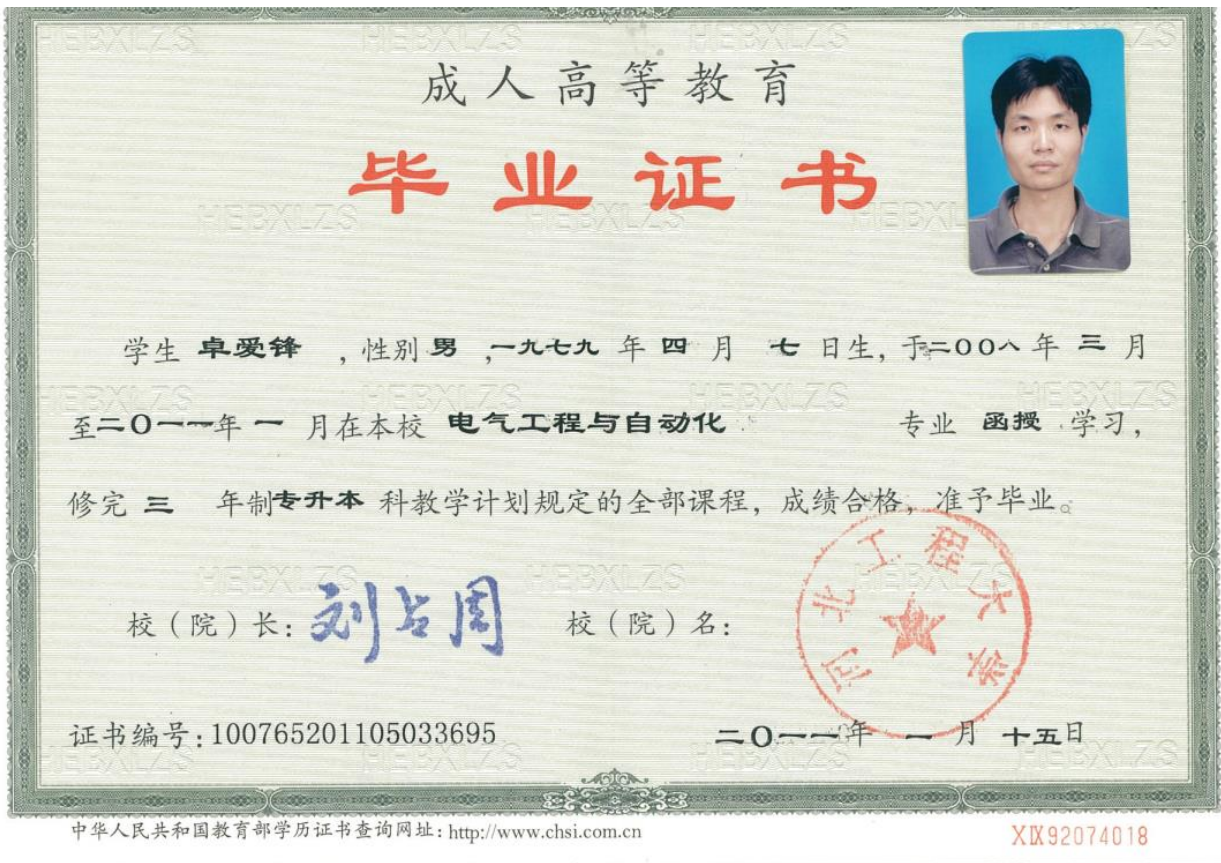 成人高等教育
毕业证书
学生 卓爱锋 ，性别 男 ，一九七九 年 四 月 七 日生，于二〇〇八 年 三 月
至二〇一一年 一 月在本校 电气工程与自动化 专业 函授 学习，
修完 三 年制专升本 科教学计划规定的全部课程，成绩合格，准予毕业。
校（院）长：刘占周 校（院）名：
河北工程大学
证书编号：100765201105033695 二〇一一年 一 月 十五日
中华人民共和国教育部学历证书查询网址：http://www.chsi.com.cn
XIX92074018
HEBXLZS